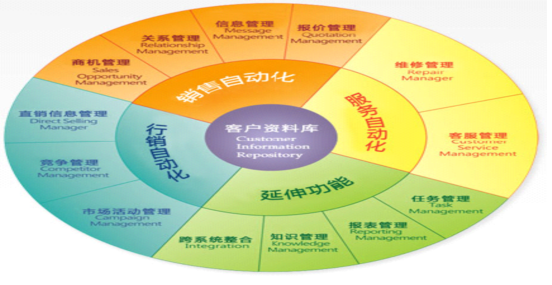 信息管理
Message
Management
报价管理
Quotation
Management
关系管理
Relationship
Management
商机管理
Sales
Opportunity
Management
销售自动化
维修管理
Repair
Manager
客服管理
Customer
Service
Management
服务自动化
直销信息管理
Direct Selling
Manager
竞争管理
Competitor
Management
市场活动管理
Campaign
Management
行销自动化
客户资料库
Customer
Information
Repository
延伸功能
任务管理
Task
Management
报表管理
Reporting
Management
知识管理
Knowledge
Management
跨系统整合
Integration